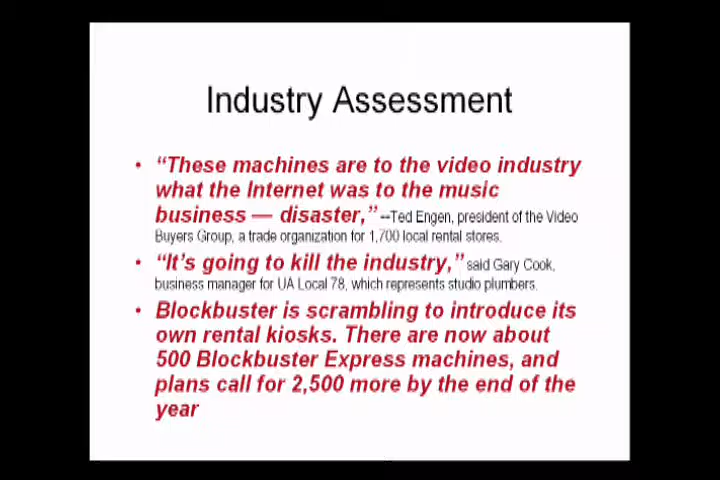 Industry Assessment
• “These machines are to the video industry
what the Internet was to the music
business — disaster,” --Ted Engen, president of the Video
Buyers Group, a trade organization for 1,700 local rental stores.
• “It’s going to kill the industry,” said Gary Cook,
business manager for UA Local 78, which represents studio plumbers.
• Blockbuster is scrambling to introduce its
own rental kiosks. There are now about
500 Blockbuster Express machines, and
plans call for 2,500 more by the end of the
year